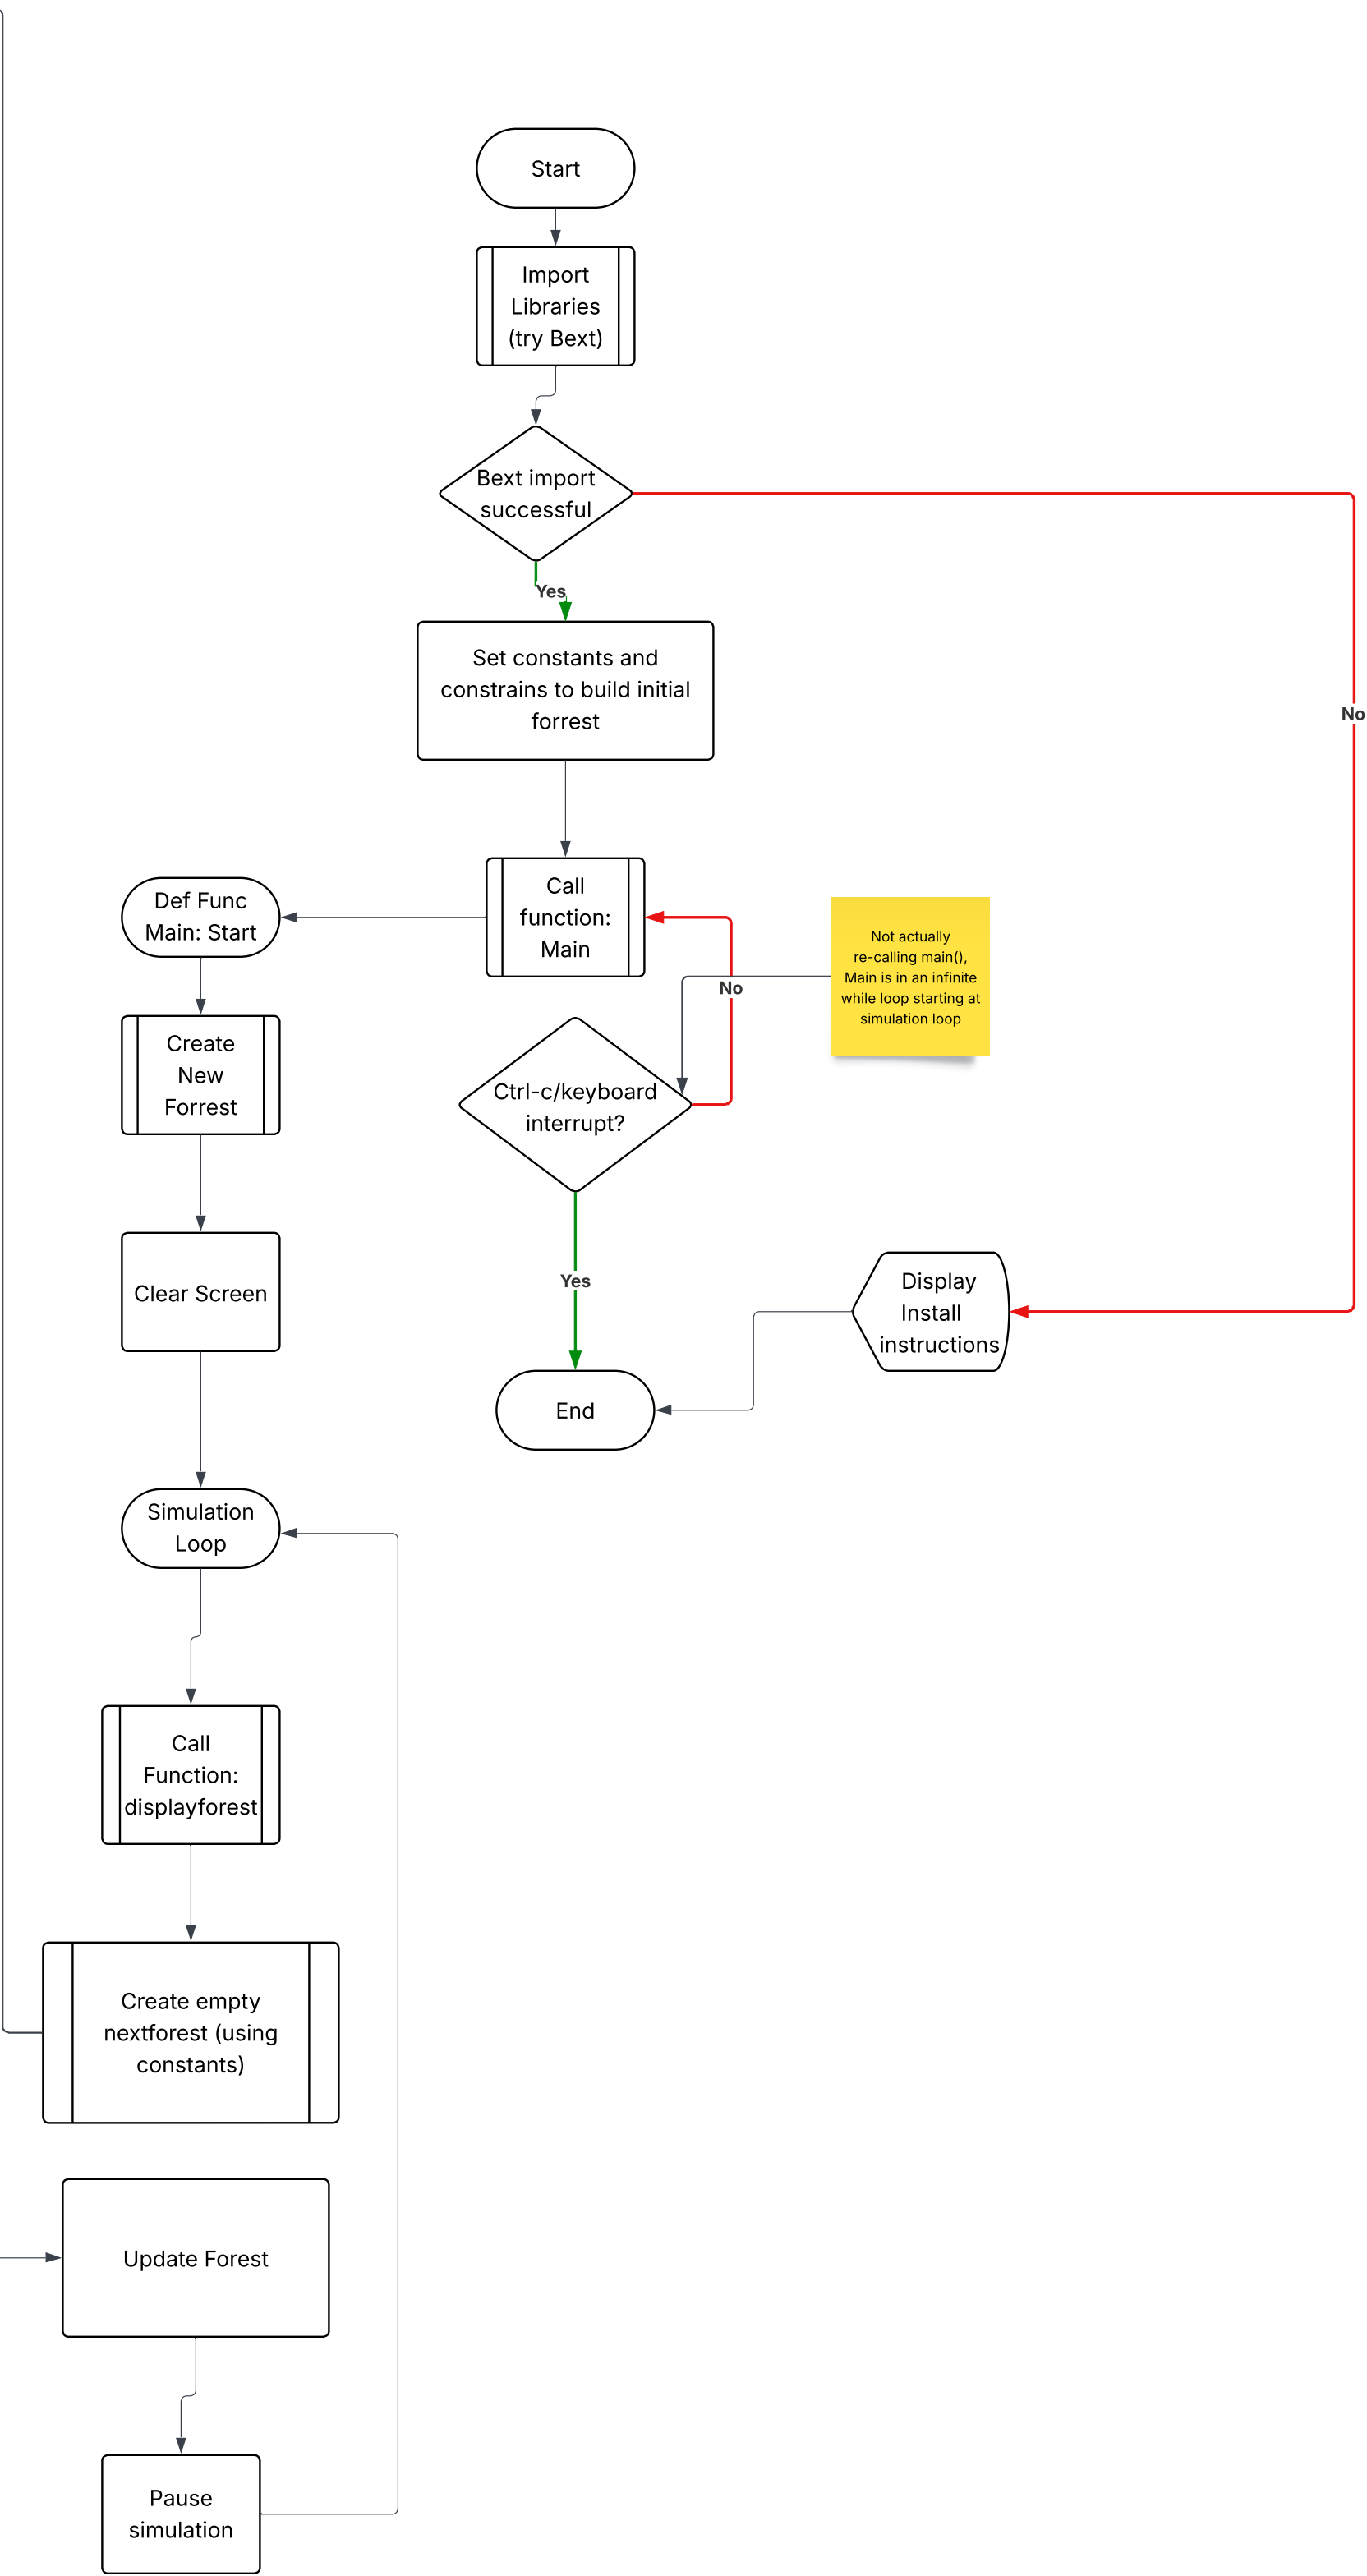 Start
Import
Libraries
(try Bext)
Bext import
successful
Yes
No
Set constants and
constrains to build initial
forrest
Call
function:
Main
Def Func
Main: Start
Not actually
re-calling main(),
Main is in an infinite
while loop starting at
simulation loop
No
Create
New
Forrest
Ctrl-c/keyboard
interrupt?
Yes
Clear Screen
Display
Install
instructions
End
Simulation
Loop
Call
Function:
displayforest
Create empty
nextforest (using
constants)
Update Forest
Pause
simulation